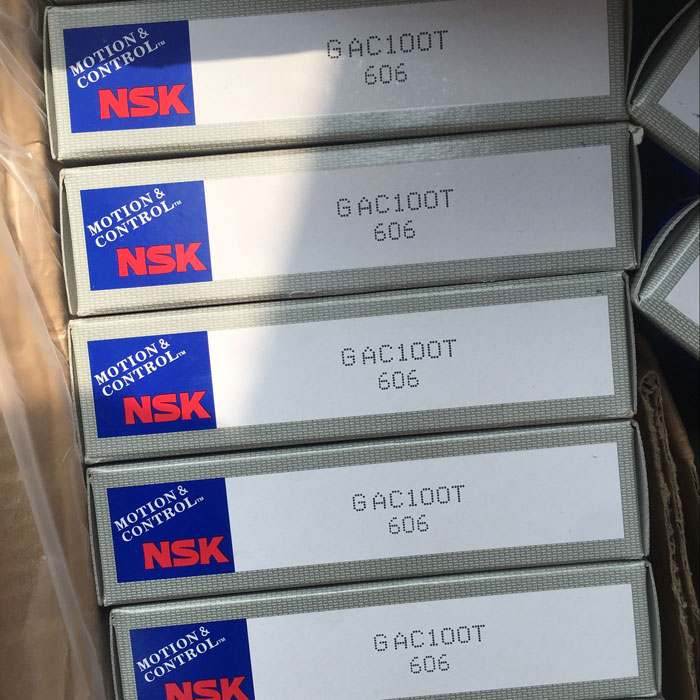 MOTION &
CONTROL™
NSK
GAC100T
606
MOTION &
CONTROL™
NSK
GAC100T
606
MOTION &
CONTROL™
NSK
GAC100T
606
MOTION &
CONTROL™
NSK
GAC100T
606
MOTION &
CONTROL™
NSK
GAC100T
606